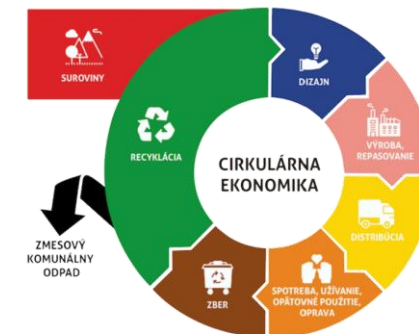 SUROVINY
DIZAJN
VÝROBA,
REPASOVANIE
DISTRIBÚCIA
SPOTREBA, UŽÍVANIE,
OPÄTOVNÉ POUŽITIE,
OPRAVA
ZBER
RECYKLÁCIA
CIRKULÁRNA
EKONOMIKA
ZMESOVÝ
KOMUNÁLNY
ODPAD